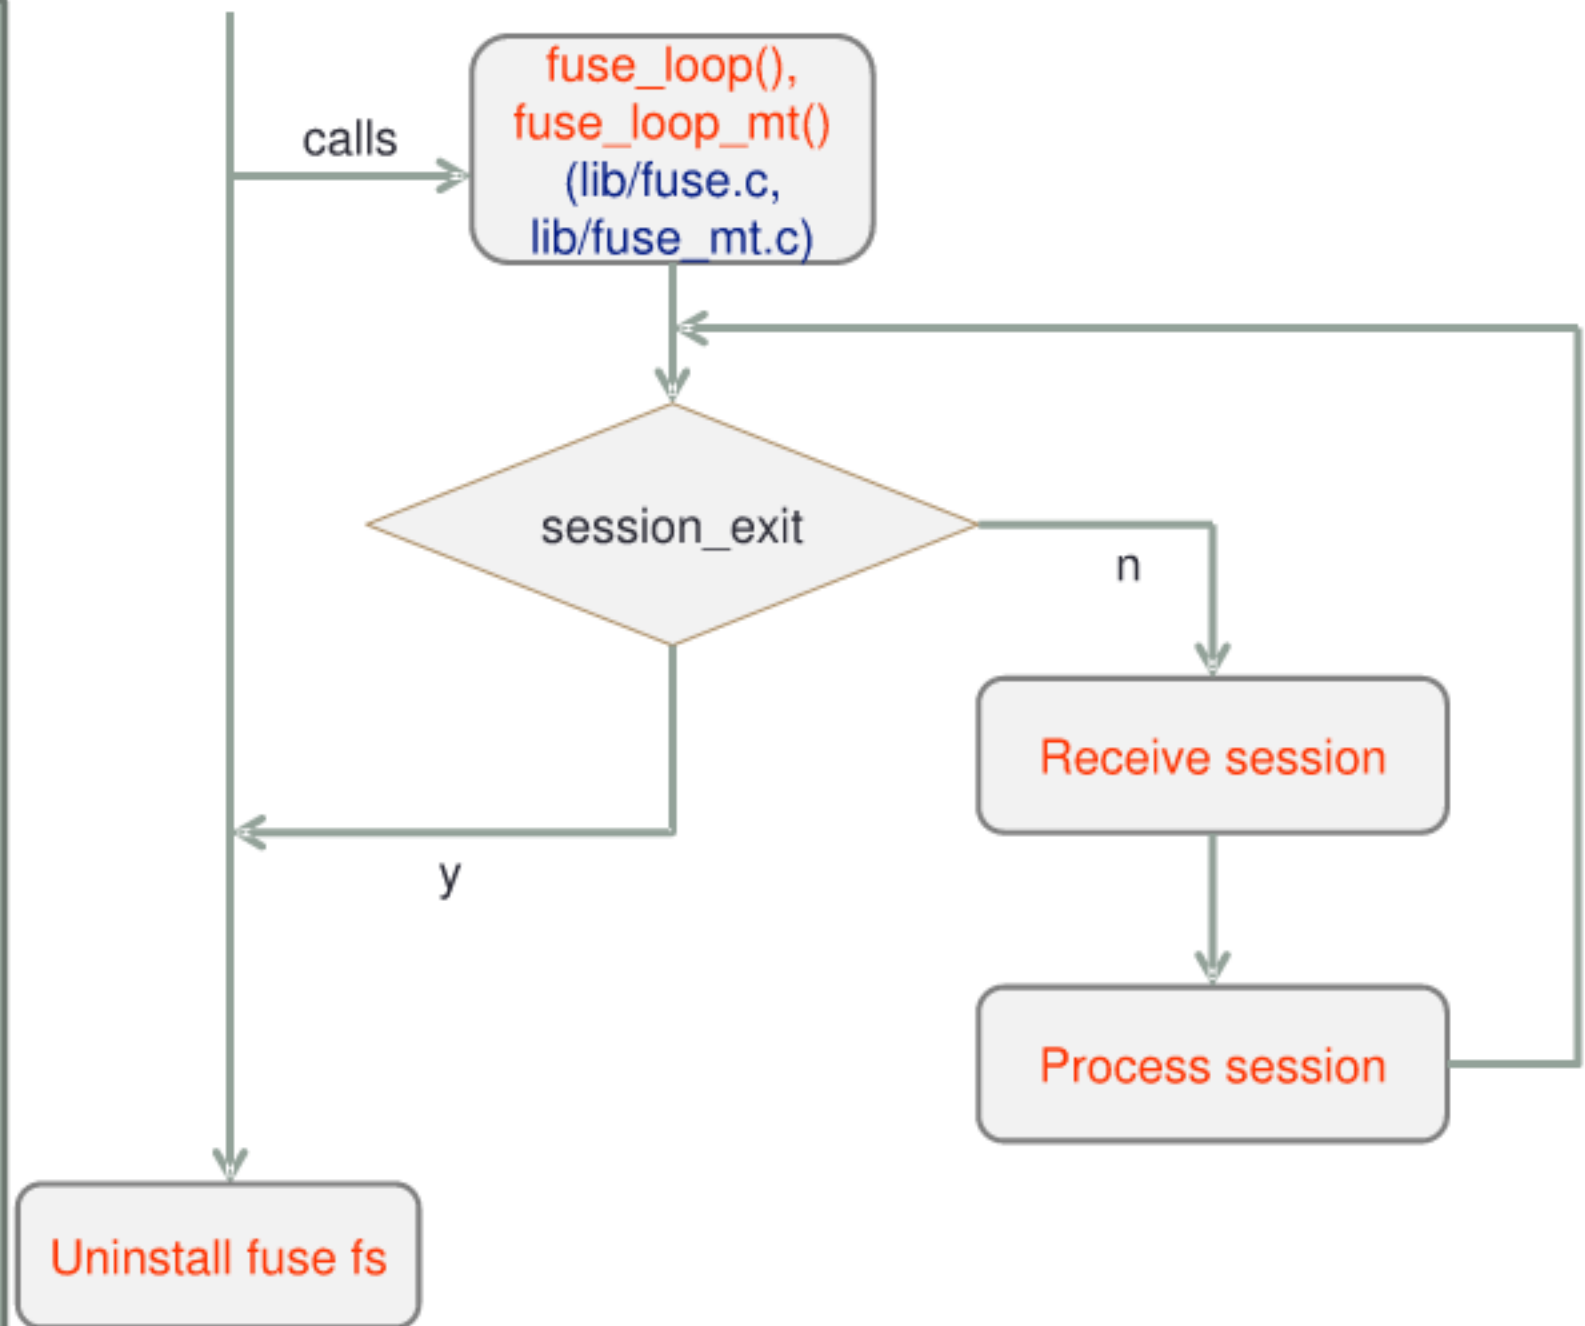 fuse_loop(),
fuse_loop_mt()
calls
(lib/fuse.c,
lib/fuse_mt.c)
session_exit
n
Receive session
y
Process session
Uninstall fuse fs